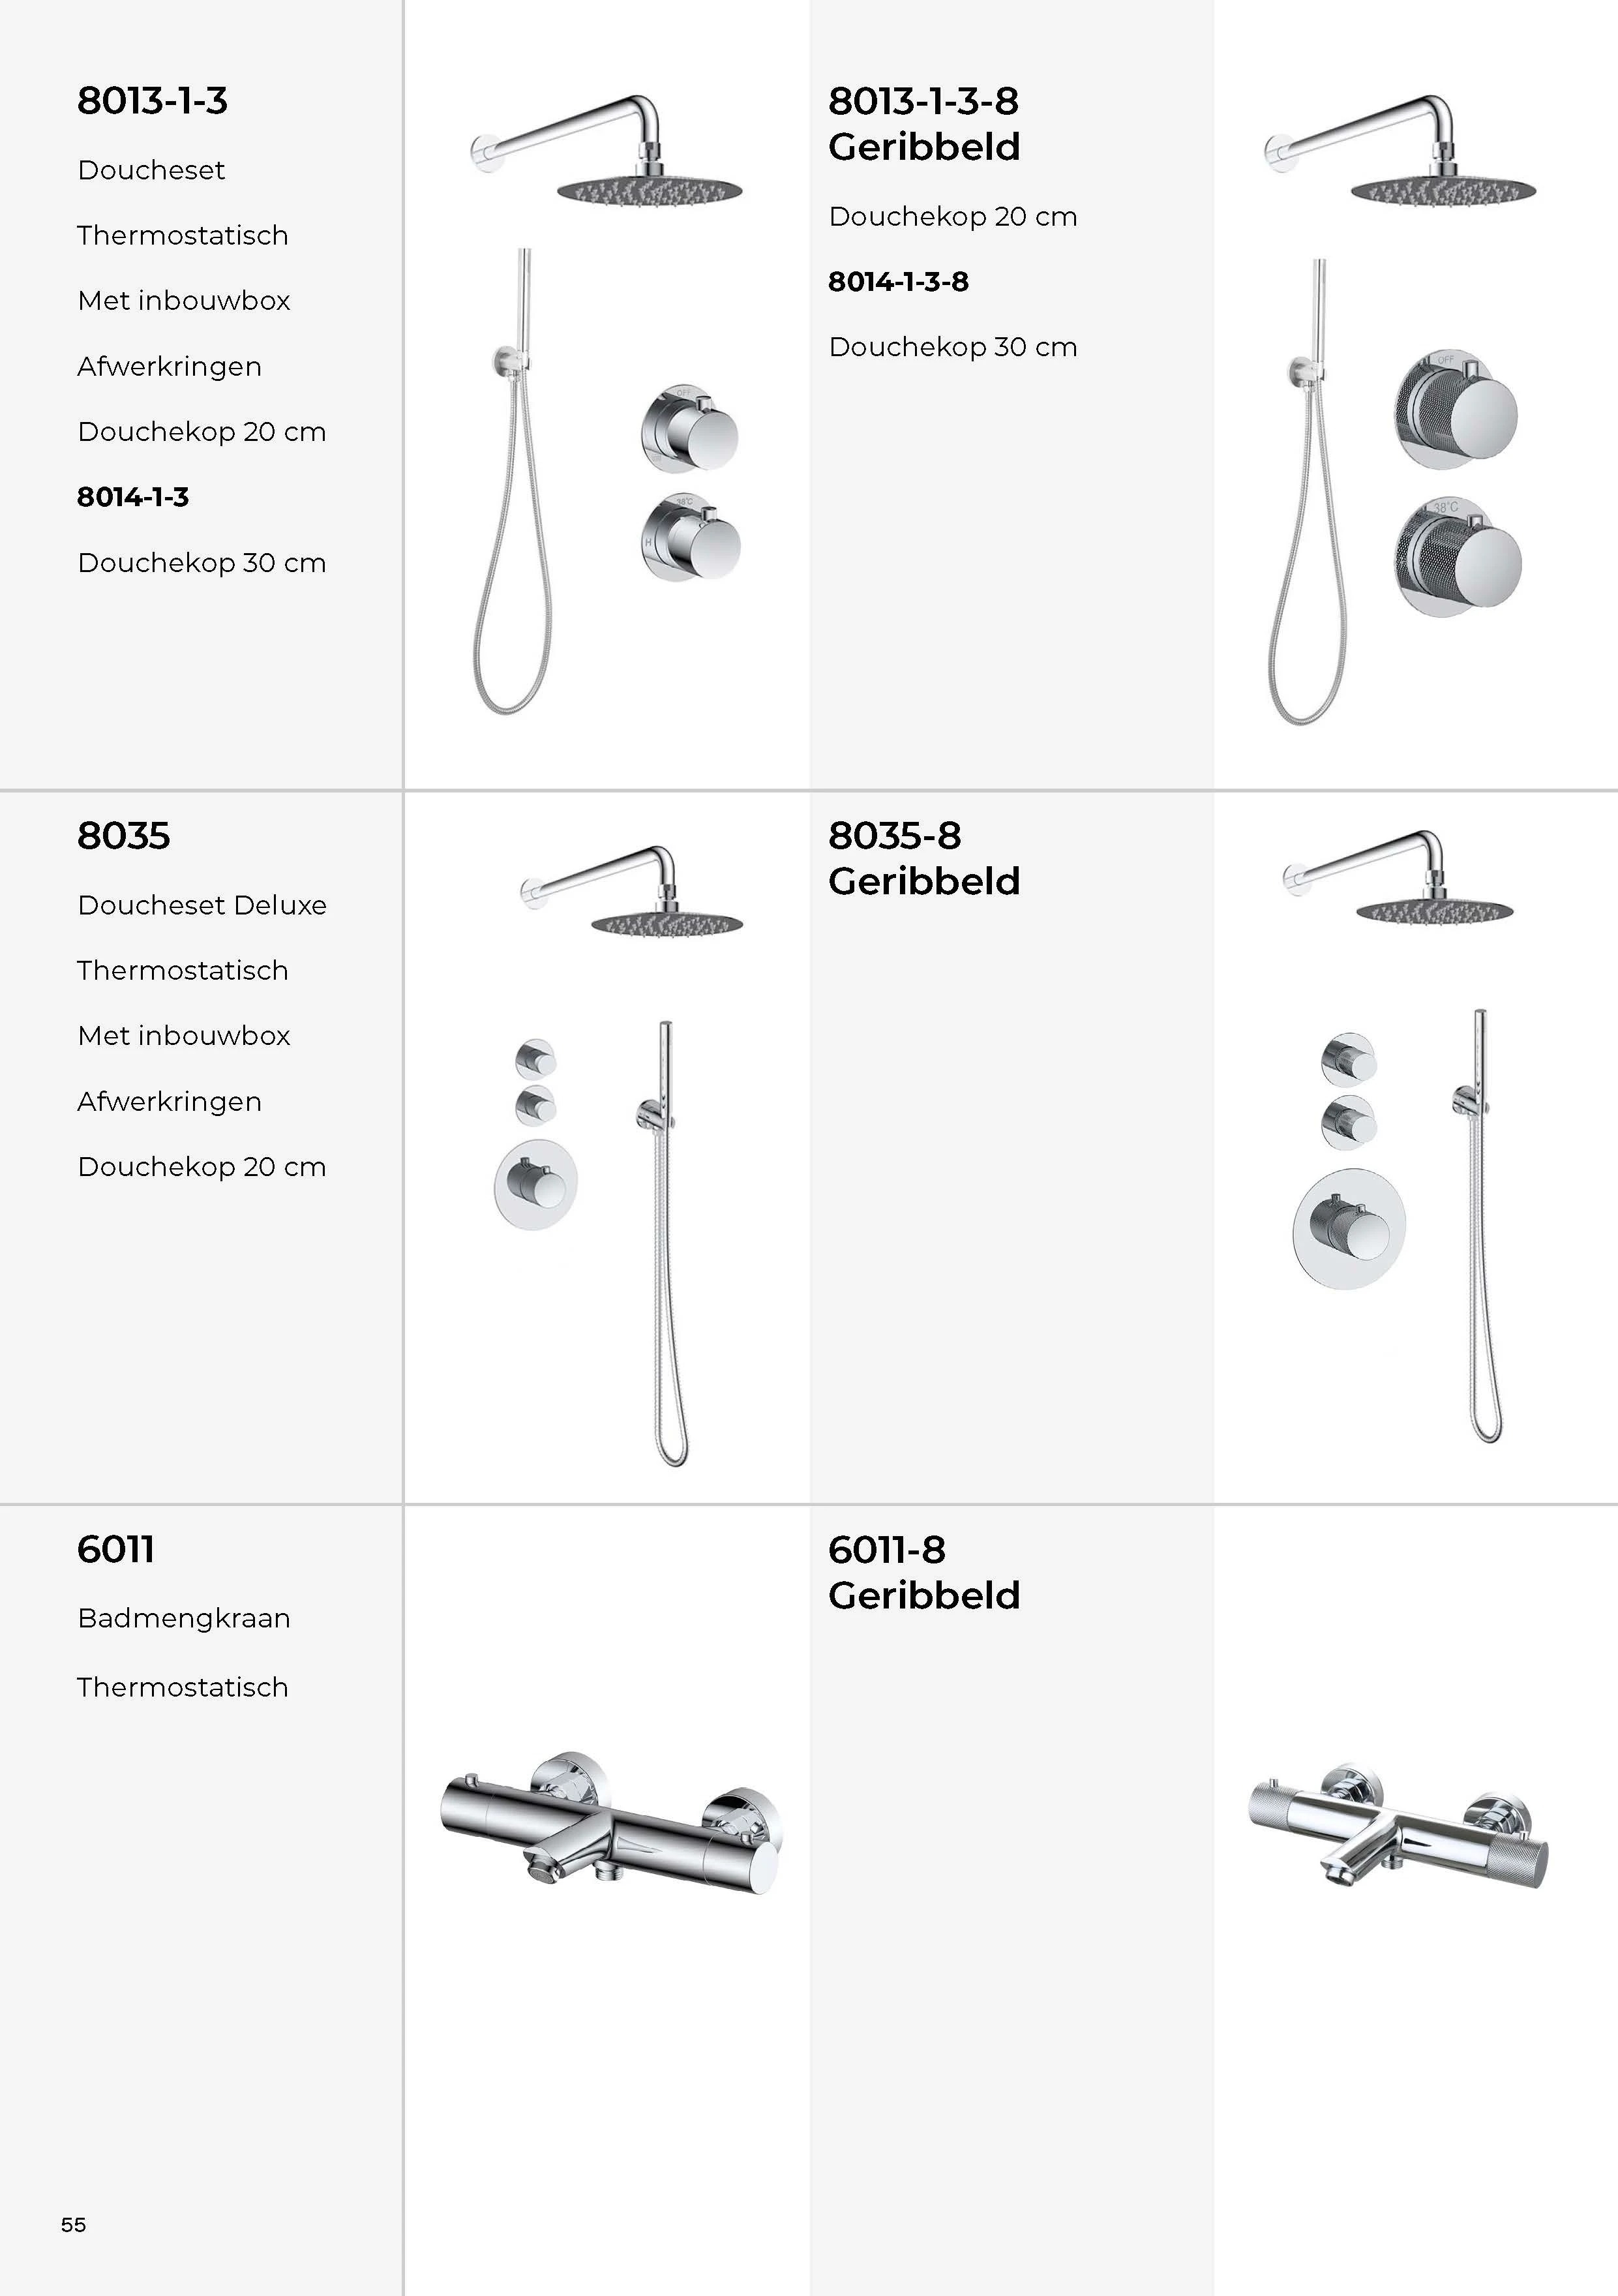 8013-1-3
Doucheset
Thermostatisch
Met inbouwbox
Afwerkringen
Douchekop 20 cm
8014-1-3
Douchekop 30 cm
OFF
38°C
H
8013-1-3-8
Geribbeld
Douchekop 20 cm
8014-1-3-8
Douchekop 30 cm
OFF
38°C
8035
Doucheset Deluxe
Thermostatisch
Met inbouwbox
Afwerkringen
Douchekop 20 cm
8035-8
Geribbeld
6011
Badmengkraan
Thermostatisch
6011-8
Geribbeld
55